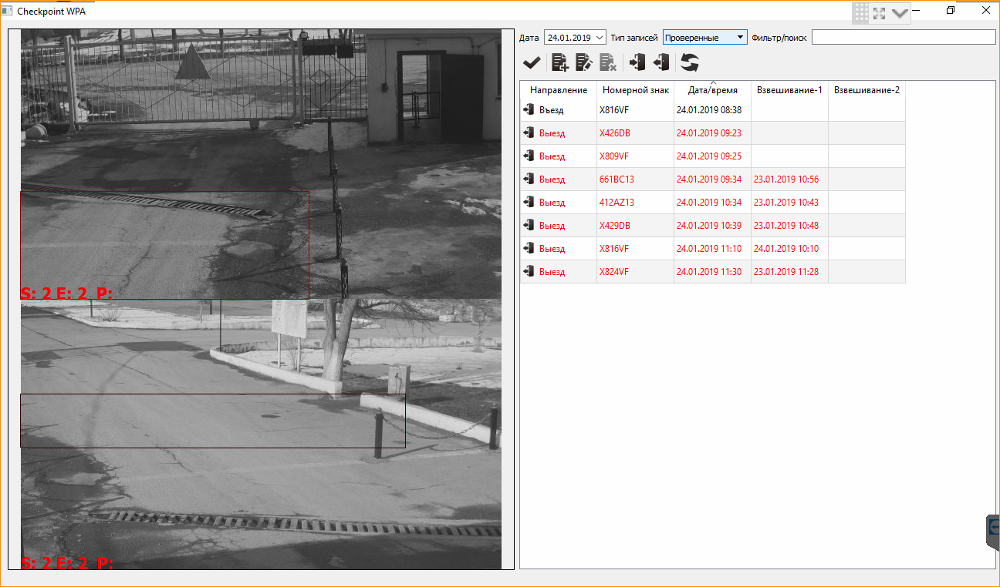 Checkpoint WPA
Дата 24.01.2019 Тип записей Проверенные Фильтр/поиск
Направление Номерной знак Дата/время Взвешивание-1 Взвешивание-2
Въезд X816VF 24.01.2019 08:38
Выезд X426DB 24.01.2019 09:23
Выезд X809VF 24.01.2019 09:25
Выезд 661BC13 24.01.2019 09:34 23.01.2019 10:56
Выезд 412AZ13 24.01.2019 10:34 23.01.2019 10:43
Выезд X429DB 24.01.2019 10:39 23.01.2019 10:48
Выезд X816VF 24.01.2019 11:10 24.01.2019 10:10
Выезд X824VF 24.01.2019 11:30 23.01.2019 11:28
S: 2 E: 2 P:
S: 2 E: 2 P: